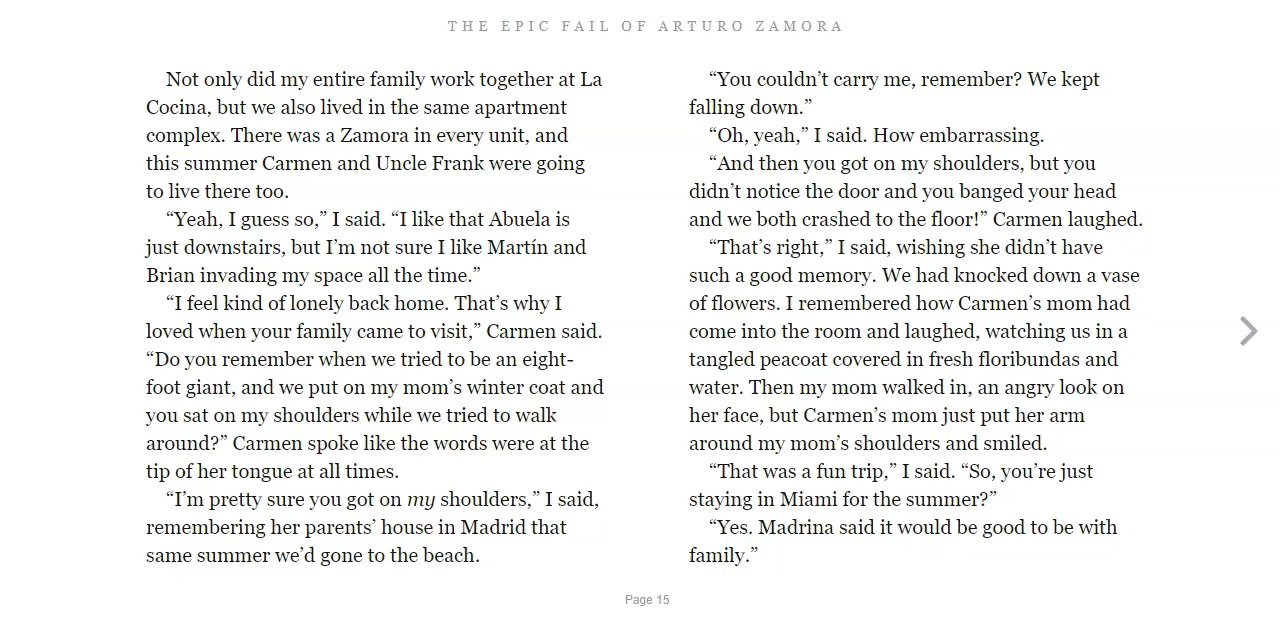 THE EPIC FAIL OF ARTURO ZAMORA
Not only did my entire family work together at La
Cocina, but we also lived in the same apartment
complex. There was a Zamora in every unit, and
this summer Carmen and Uncle Frank were going
to live there too.
“Yeah, I guess so,” I said. “I like that Abuela is
just downstairs, but I’m not sure I like Martín and
Brian invading my space all the time.”
“I feel kind of lonely back home. That’s why I
loved when your family came to visit,” Carmen said.
“Do you remember when we tried to be an eight-
foot giant, and we put on my mom’s winter coat and
you sat on my shoulders while we tried to walk
around?” Carmen spoke like the words were at the
tip of her tongue at all times.
“I’m pretty sure you got on my shoulders,” I said,
remembering her parents’ house in Madrid that
same summer we’d gone to the beach.
“You couldn’t carry me, remember? We kept
falling down.”
“Oh, yeah,” I said. How embarrassing.
“And then you got on my shoulders, but you
didn’t notice the door and you banged your head
and we both crashed to the floor!” Carmen laughed.
“That’s right,” I said, wishing she didn’t have
such a good memory. We had knocked down a vase
of flowers. I remembered how Carmen’s mom had
come into the room and laughed, watching us in a
tangled peacoat covered in fresh floribundas and
water. Then my mom walked in, an angry look on
her face, but Carmen’s mom just put her arm
around my mom’s shoulders and smiled.
“That was a fun trip,” I said. “So, you’re just
staying in Miami for the summer?”
“Yes. Madrina said it would be good to be with
family.”
Page 15